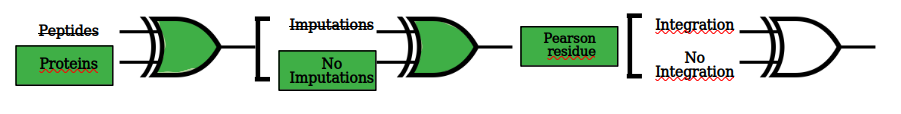 Peptides
Proteins
Imputations
No
Imputations
Pearson
residue
Integration
No
Integration